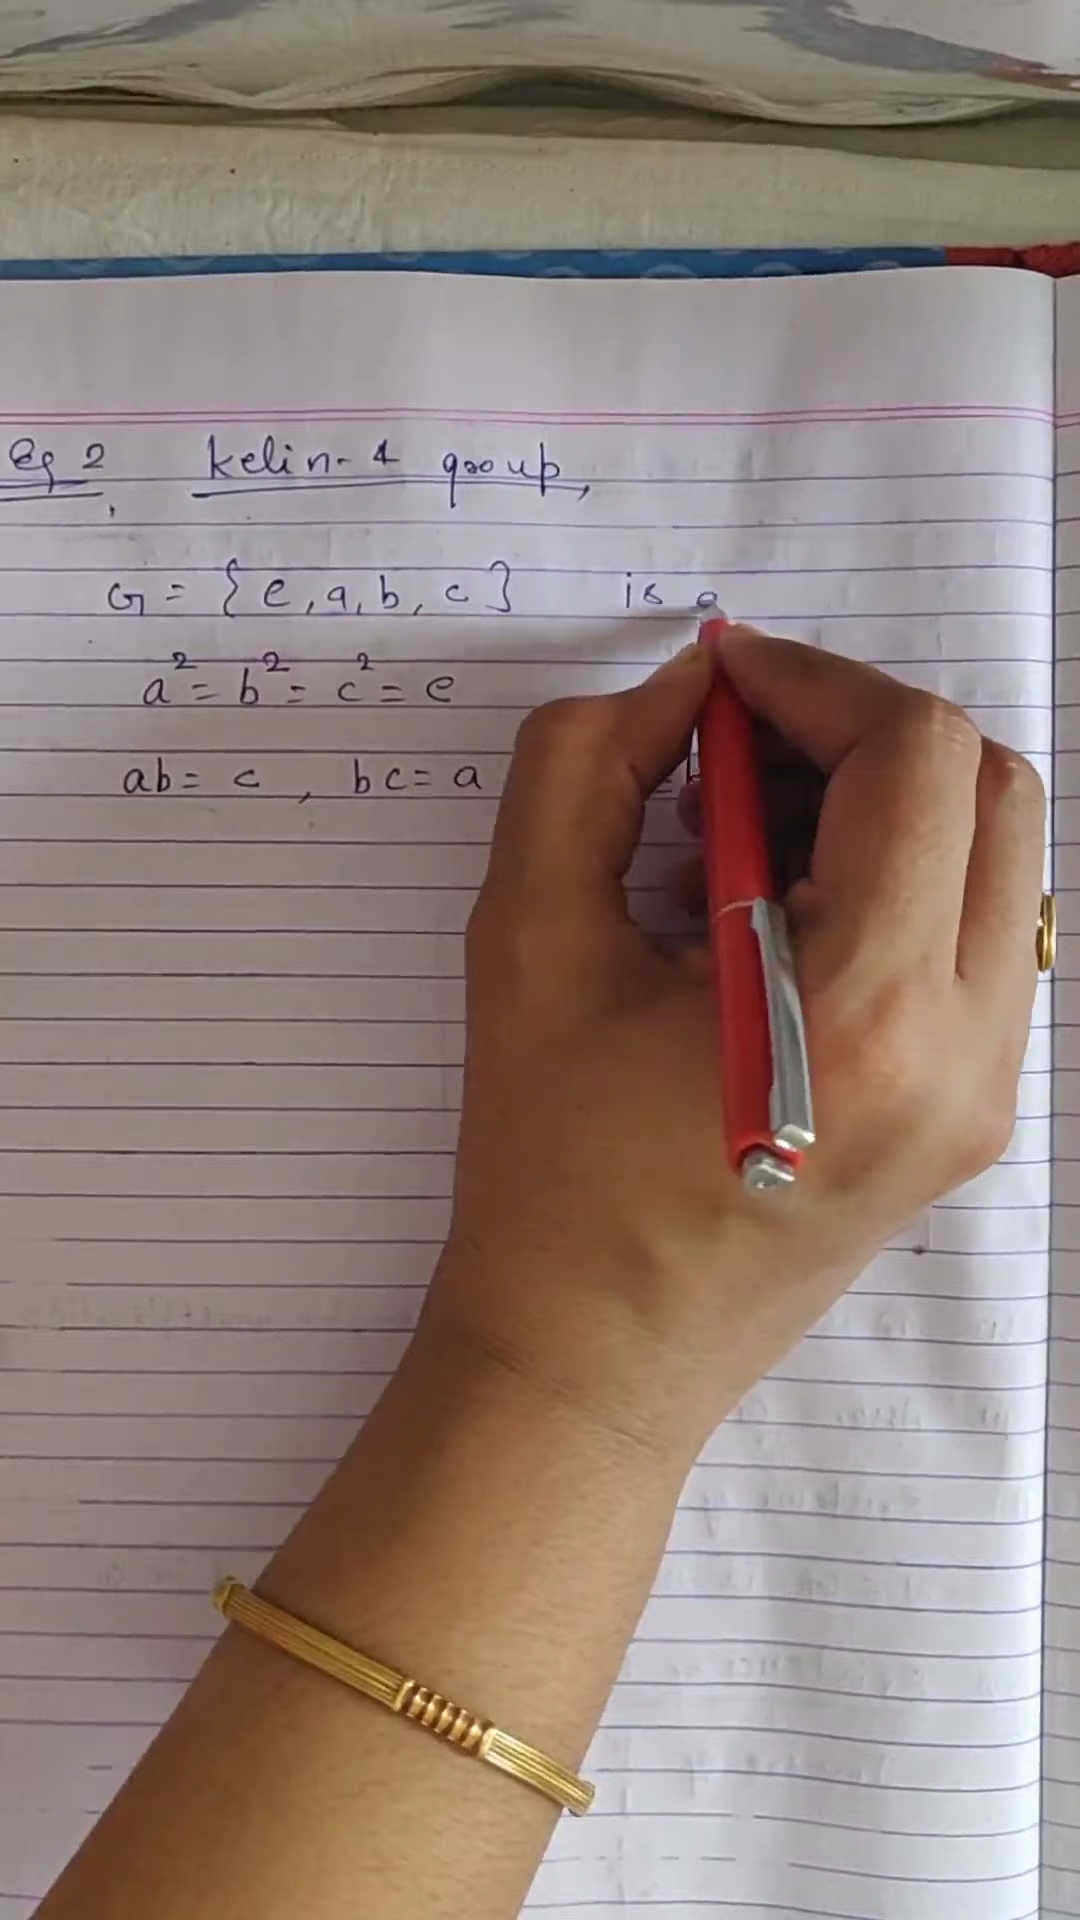 Eg 2, Kelin-4 group,
G = {e, a, b, c} is
a² = b² = c² = e
ab = c , bc = a